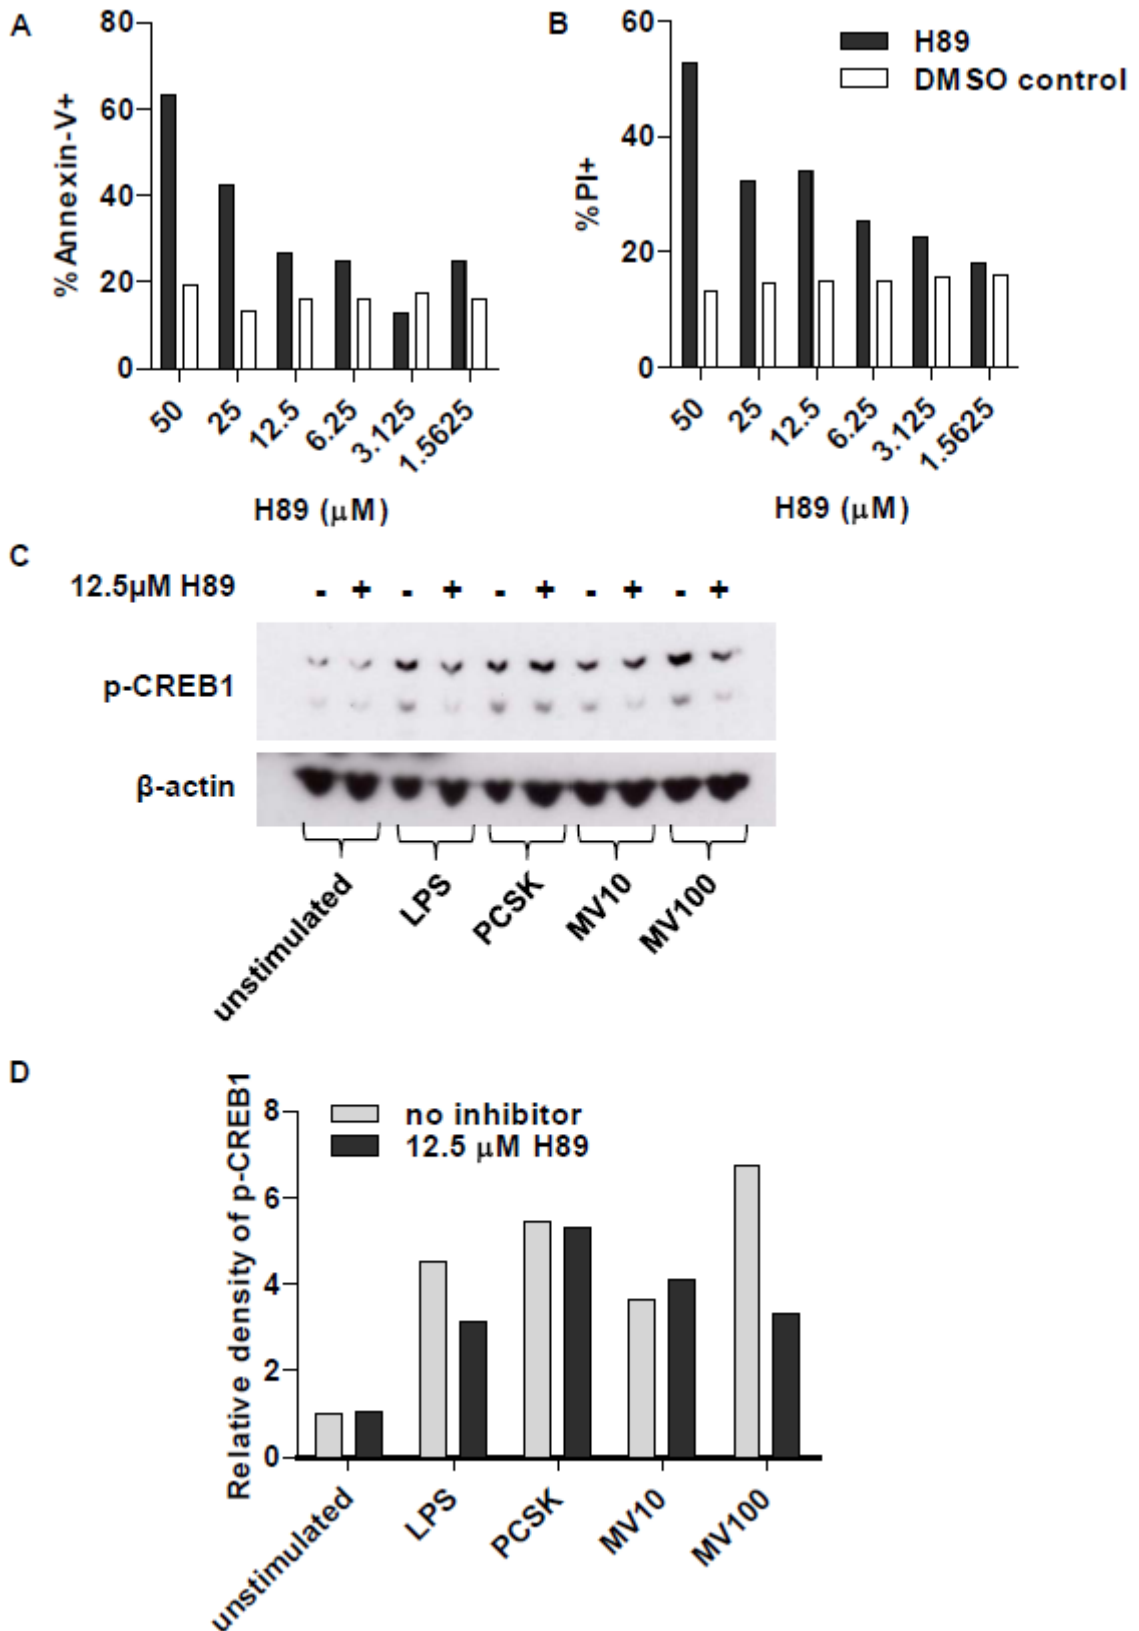 A
80
60
40
20
0
%Annexin-V+
50
25
12.5
6.25
3.125
1.5625
H89 (μM)
B
60
40
20
0
%PI+
H89
DMSO control
50
25
12.5
6.25
3.125
1.5625
H89 (μM)
C
12.5μM H89 - + - + - + - + - +
p-CREB1
β-actin
unstimulated
LPS
PCSK
MV10
MV100
D
Relative density of p-CREB1
8
6
4
2
0
no inhibitor
12.5 μM H89
unstimulated
LPS
PCSK
MV10
MV100